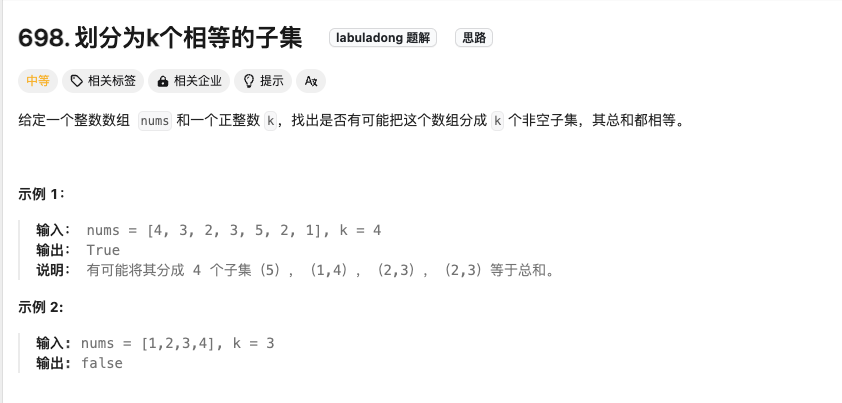 698. 划分为k个相等的子集 labuladong 题解 思路
中等 相关标签 相关企业 提示 Aを
给定一个整数数组 nums 和一个正整数 k，找出是否有可能把这个数组分成 k 个非空子集，其总和都相等。
示例 1：
输入： nums = [4, 3, 2, 3, 5, 2, 1], k = 4
输出： True
说明： 有可能将其分成 4 个子集（5），（1,4），（2,3），（2,3）等于总和。
示例 2:
输入: nums = [1,2,3,4], k = 3
输出: false